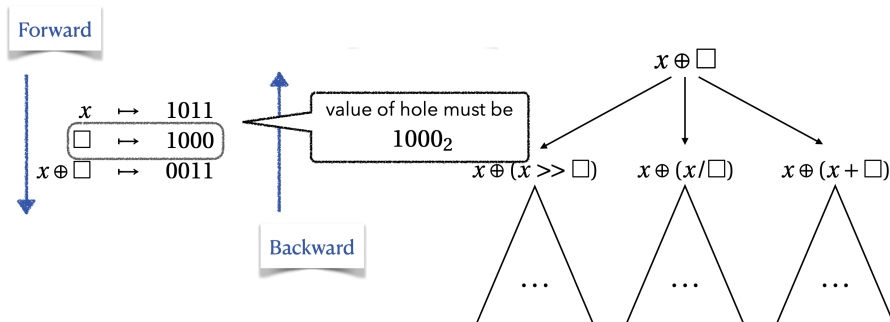 Forward
x ↦ 1011
□ ↦ 1000
x ⊕ □ ↦ 0011
value of hole must be
1000₂
Backward
x ⊕ □
x ⊕ (x >> □)
x ⊕ (x / □)
x ⊕ (x + □)
...
...
...